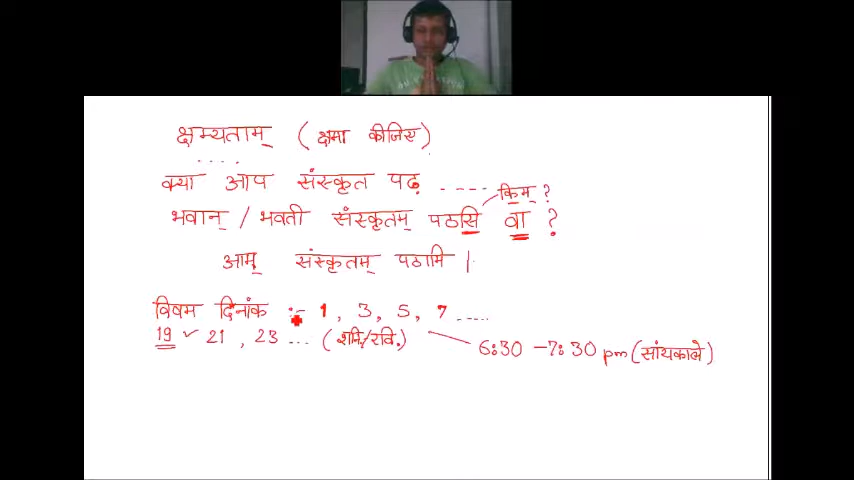 क्षम्यताम् (क्षमा कीजिए)
क्या आप संस्कृत पढ़ ---- किम् ?
भवान् / भवती संस्कृतम् पठसि वा ?
आम् संस्कृतम् पठामि |
विषम दिनांक :- 1, 3, 5, 7 .....
19 ✓ 21, 23 ... (शनि/रवि.)
6:30 - 7:30 pm (सांयकाले)